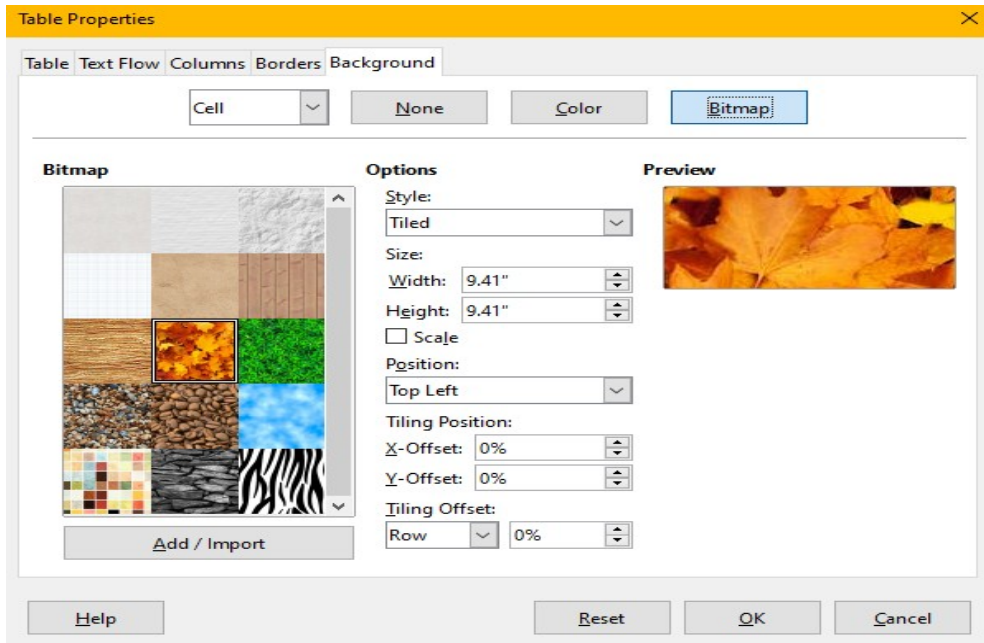 Table Properties
Table Text Flow Columns Borders Background
Cell None Color Bitmap
Bitmap
Options
Style:
Tiled
Size:
Width: 9.41"
Height: 9.41"
Scale
Position:
Top Left
Tiling Position:
X-Offset: 0%
Y-Offset: 0%
Tiling Offset:
Row 0%
Preview
Add / Import
Help Reset OK Cancel